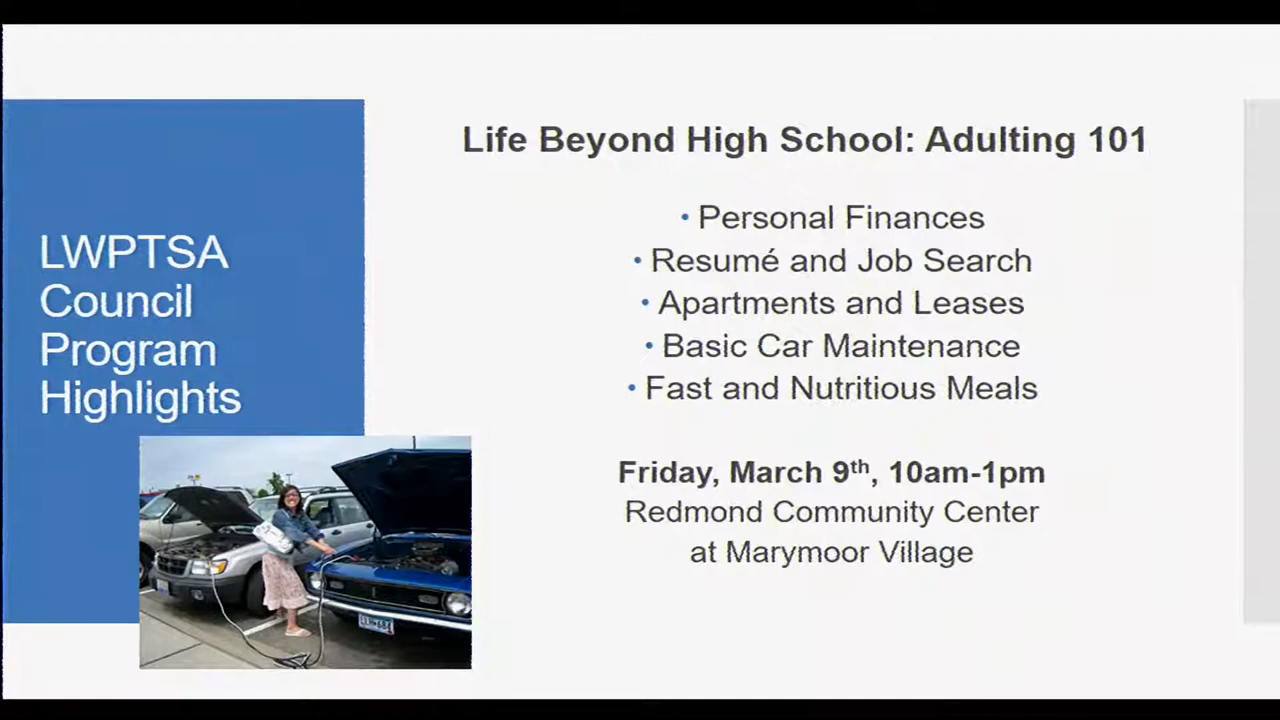 LWPTSA
Council
Program
Highlights
Life Beyond High School: Adulting 101
• Personal Finances
• Resumé and Job Search
• Apartments and Leases
• Basic Car Maintenance
• Fast and Nutritious Meals
Friday, March 9th, 10am-1pm
Redmond Community Center
at Marymoor Village